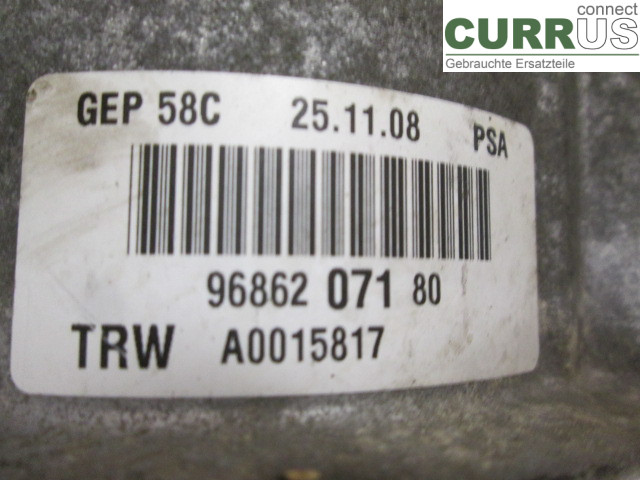 connect
CURRUS
Gebrauchte Ersatzteile
GEP 58C 25.11.08 PSA
96862 071 80
TRW A0015817